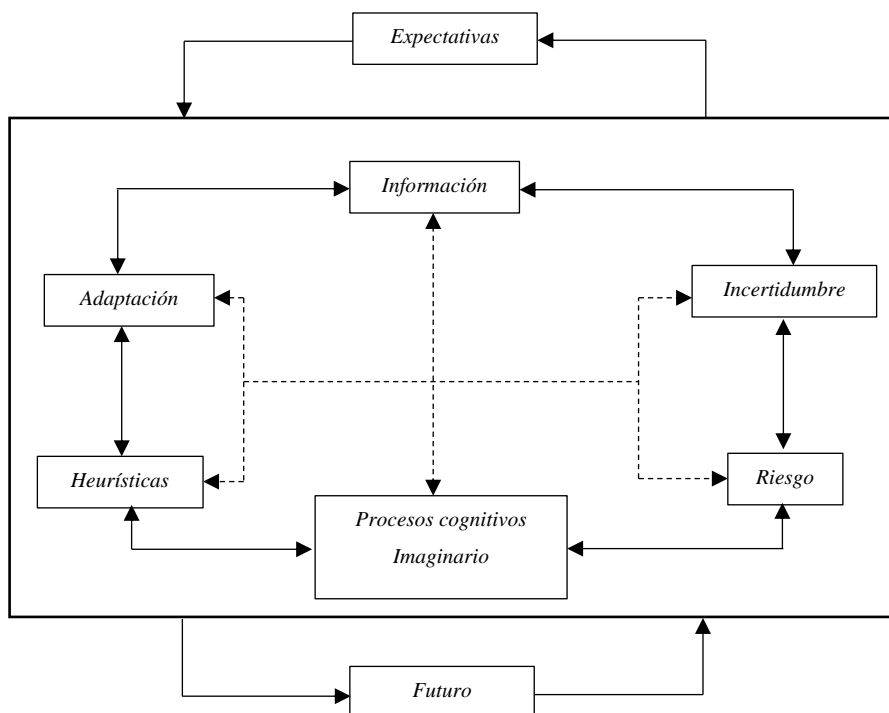 Expectativas
Información
Adaptación
Incertidumbre
Heurísticas
Riesgo
Procesos cognitivos
Imaginario
Futuro